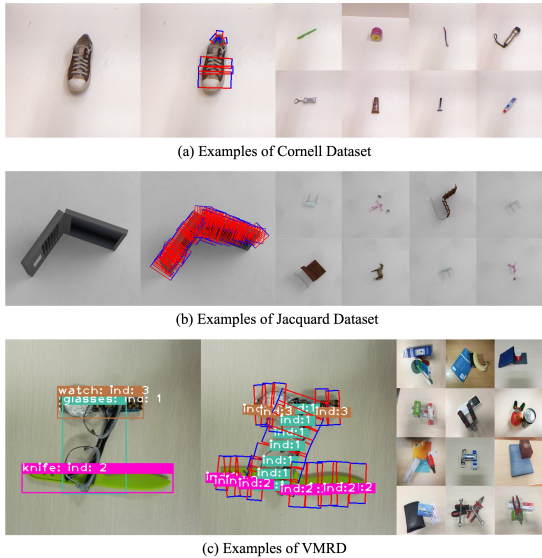 (a) Examples of Cornell Dataset
(b) Examples of Jacquard Dataset
watch: ind: 3
glasses: ind: 1
knife: ind: 2
ind:3
ind:3
ind:1
ind:1
ind:1
ind:1
ind:1
ind:2
ind:2
(c) Examples of VMRD